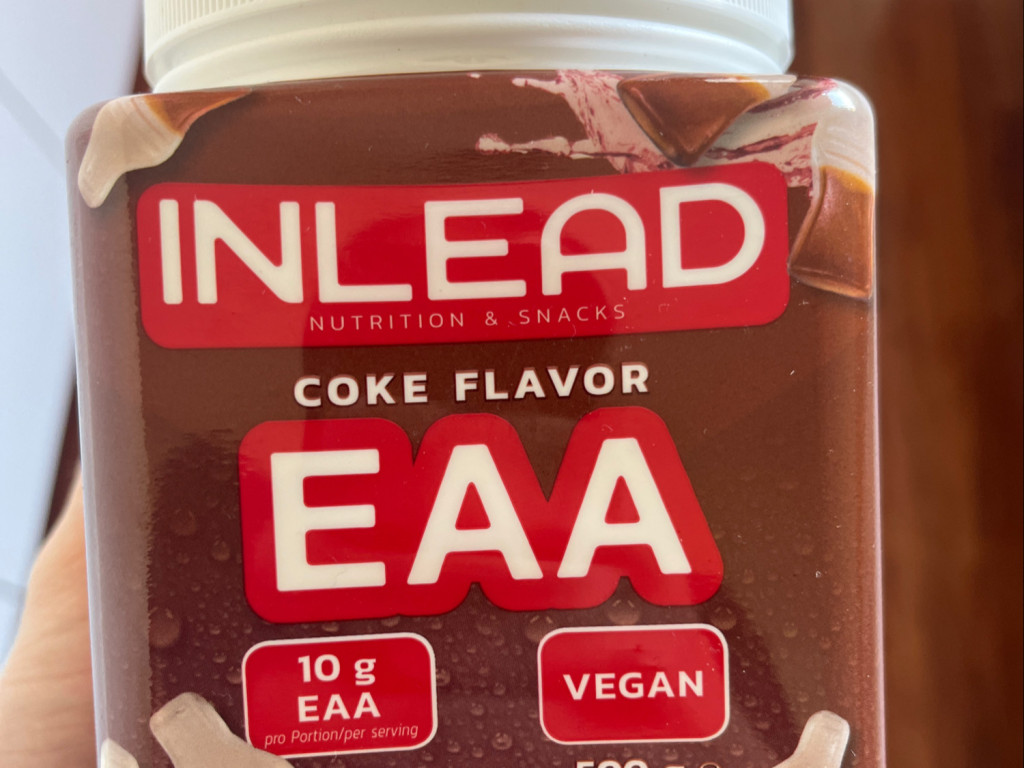 INLEAD
NUTRITION & SNACKS
COKE FLAVOR
EAA
10 g
EAA
pro Portion/per serving
VEGAN